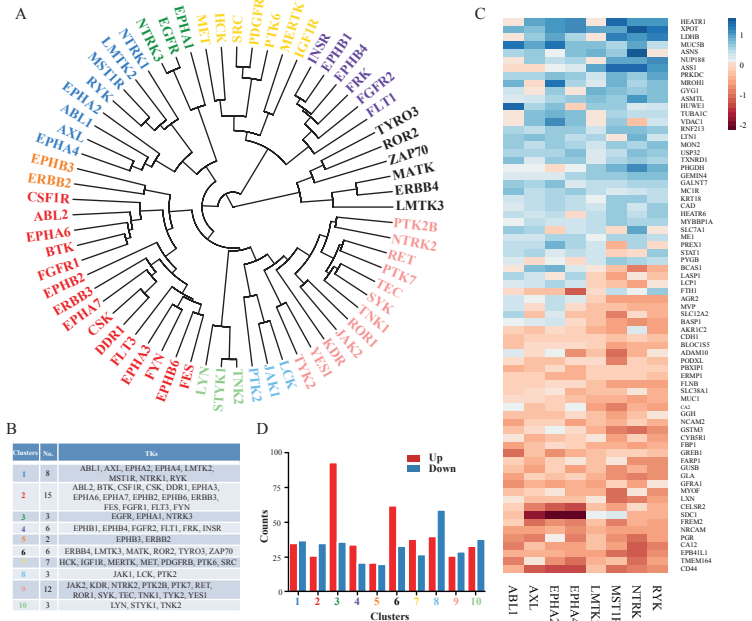 A
TYRO3
ROR2
ZAP70
MATK
ERBB4
LMTK3
PTK2B
NTRK2
RET
PTK7
TEC
SYK
TNK1
ROR1
JAK2
KDR
YES1
TYK2
LCK
JAK1
PTK2
TNK2
STYK1
LYN
FES
EPHB6
FYN
EPHA3
FLT3
DDR1
CSK
EPHA7
ERBB3
EPHB2
FGFR1
BTK
EPHA6
ABL2
CSF1R
ERBB2
EPHB3
EPHA4
AXL
ABL1
EPHA2
RYK
MST1R
LMTK2
NTRK1
NTRK3
EGFR
EPHA1
MET
HCK
SRC
PDGFR
PTK6
MERTK
IGF1R
INSR
EPHB1
EPHB4
FRK
FGFR2
FLT1
B
Clusters No. TKs
1 8 ABL1, AXL, EPHA2, EPHA4, LMTK2,
MST1R, NTRK1, RYK
2 15 ABL2, BTK, CSF1R, CSK, DDR1, EPHA3,
EPHA6, EPHA7, EPHB2, EPHB6, ERBB3,
FES, FGFR1, FLT3, FYN
3 3 EGFR, EPHA1, NTRK3
4 6 EPHB1, EPHB4, FGFR2, FLT1, FRK, INSR
5 2 EPHB3, ERBB2
6 6 ERBB4, LMTK3, MATK, ROR2, TYRO3, ZAP70
7 7 HCK, IGF1R, MERTK, MET, PDGFRB, PTK6, SRC
8 3 JAK1, LCK, PTK2
9 12 JAK2, KDR, NTRK2, PTK2B, PTK7, RET,
ROR1, SYK, TEC, TNK1, TYK2, YES1
10 3 LYN, STYK1, TNK2
D
Up
Down
100
75
50
25
0
Counts
1 2 3 4 5 6 7 8 9 10
Clusters
C
HEATR1
XPOT
LDHB
MUC5B
ASNS
NUP188
ASS1
PRKDC
MROH1
GYG1
ASMTL
HUWE1
TUBA1C
VDAC1
RNF213
LTN1
MON2
USP32
TXNRD1
PHGDH
GEMIN4
GALNT7
MC1R
KRT18
CAD
HEATR6
MYBBP1A
SLC7A1
ME1
PREX1
STAT1
PYGB
BCAS1
LASP1
LCP1
FTH1
AGR2
MVP
SLC12A2
BASP1
AKR1C2
CDH1
BLOC1S5
ADAM10
PODXL
PBXIP1
ERMP1
FLNB
SLC38A1
MUC1
CA2
GGH
NCAM2
GSTM3
CYB5R1
FBP1
GREB1
FARP1
GUSB
GLA
GFRA1
MYOF
LXN
CELSR2
SDC1
FREM2
NRCAM
PGR
CA12
EPB41L1
TMEM164
CD44
ABL1
AXL
EPHA2
EPHA4
LMTK2
MST1R
NTRK
RYK
1
0
-1
-2